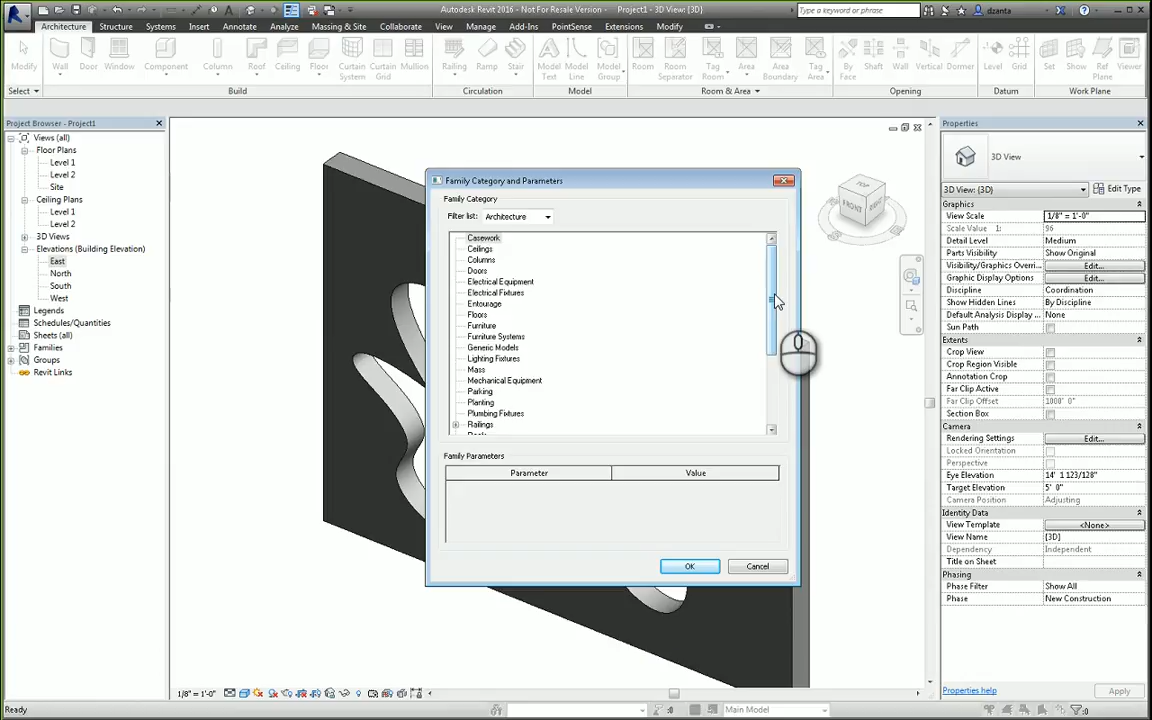 Autodesk Revit 2016 - Not For Resale Version - Project1 - 3D View: {3D}
Type a keyword or phrase
dzanta
Architecture Structure Systems Insert Annotate Analyze Massing & Site Collaborate View Manage Add-Ins PointSense Extensions Modify
Modify Wall Door Window Component Column Roof Ceiling Floor Curtain System Curtain Grid Mullion Railing Ramp Stair Model Text Model Line Model Group Room Room Separator Tag Room Area Area Boundary Tag Area By Face Shaft Wall Vertical Dormer Level Grid Set Show Ref Plane Viewer
Select Build Circulation Model Room & Area Opening Datum Work Plane
Project Browser - Project1
Views (all)
Floor Plans
Level 1
Level 2
Site
Ceiling Plans
Level 1
Level 2
3D Views
Elevations (Building Elevation)
East
North
South
West
Legends
Schedules/Quantities
Sheets (all)
Families
Groups
Revit Links
Family Category and Parameters
Family Category
Filter list: Architecture
Casework
Ceilings
Columns
Doors
Electrical Equipment
Electrical Fixtures
Entourage
Floors
Furniture
Furniture Systems
Generic Models
Lighting Fixtures
Mass
Mechanical Equipment
Parking
Planting
Plumbing Fixtures
Railings
Family Parameters
Parameter Value
OK Cancel
TOP
FRONT
RIGHT
Properties
3D View
3D View: {3D} Edit Type
Graphics
View Scale 1/8" = 1'-0"
Scale Value 1: 96
Detail Level Medium
Parts Visibility Show Original
Visibility/Graphics Overri... Edit...
Graphic Display Options Edit...
Discipline Coordination
Show Hidden Lines By Discipline
Default Analysis Display ... None
Sun Path
Extents
Crop View
Crop Region Visible
Annotation Crop
Far Clip Active
Far Clip Offset 1000' 0"
Section Box
Camera
Rendering Settings Edit...
Locked Orientation
Perspective
Eye Elevation 14' 1 123/128"
Target Elevation 5' 0"
Camera Position Adjusting
Identity Data
View Template <None>
View Name {3D}
Dependency Independent
Title on Sheet
Phasing
Phase Filter Show All
Phase New Construction
Properties help Apply
1/8" = 1'-0"
Ready
:0
Main Model
:0